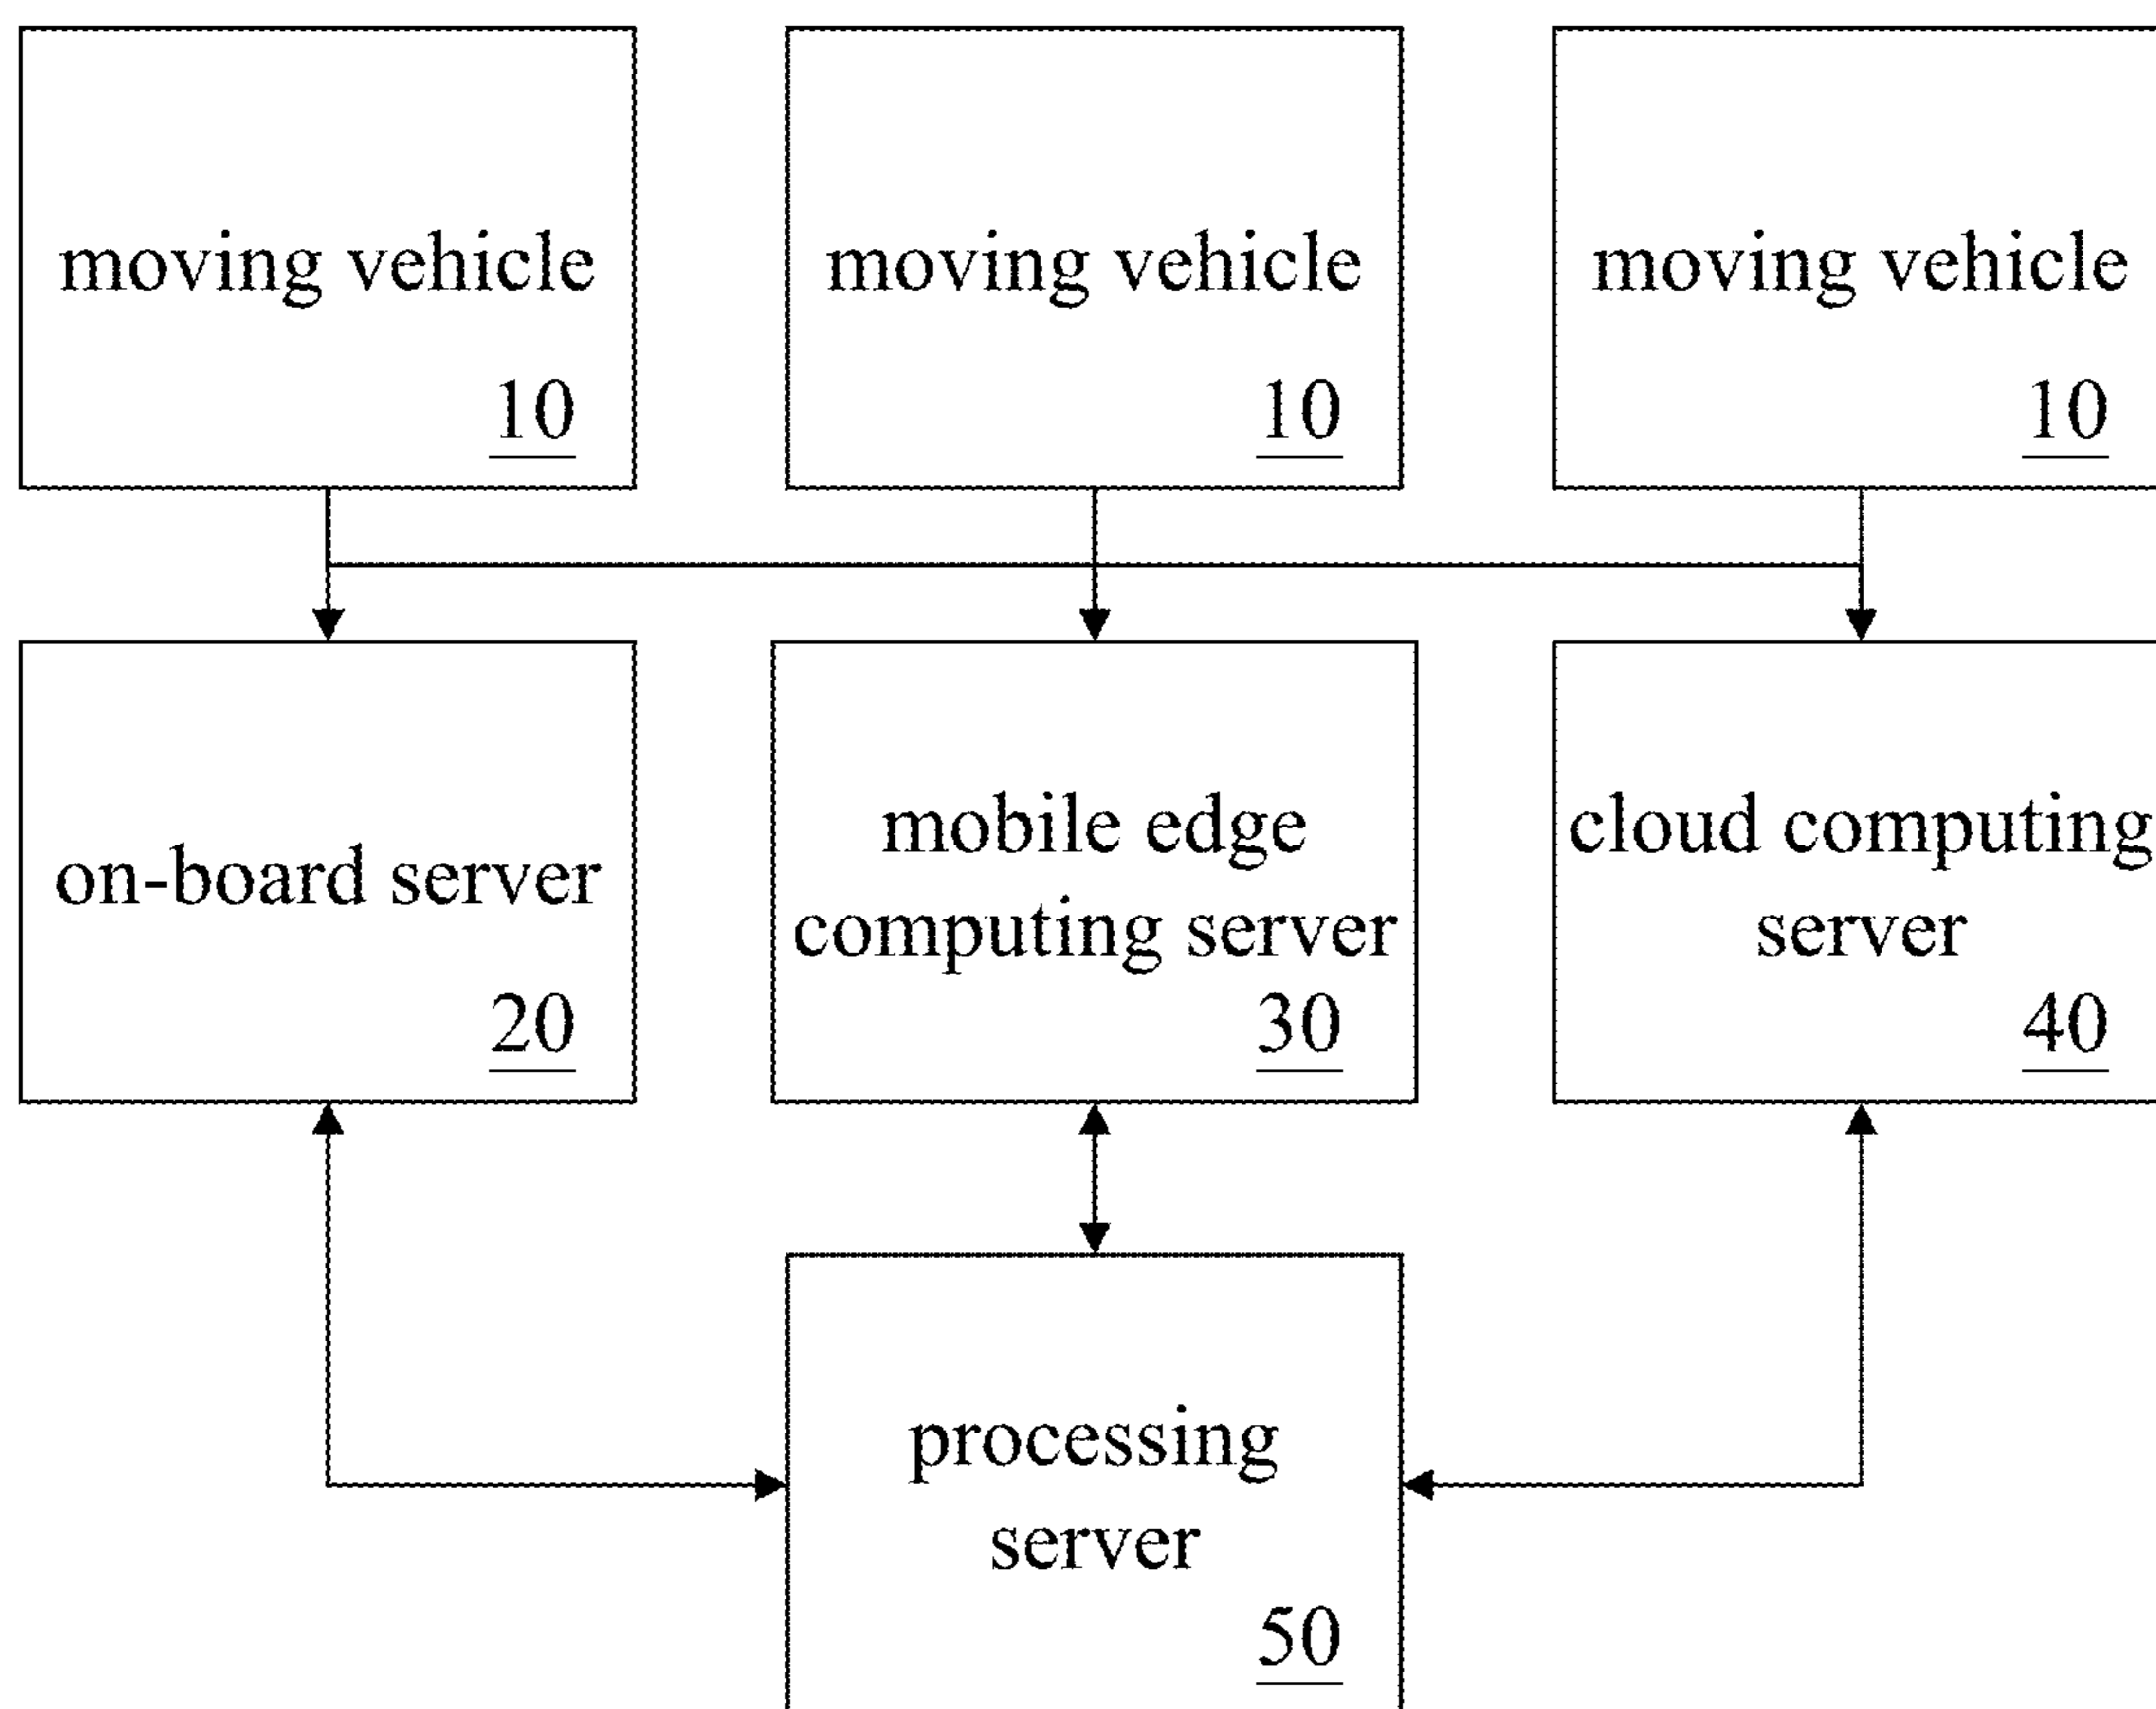 moving vehicle
10
moving vehicle
10
moving vehicle
10
on-board server
20
mobile edge
computing server
30
cloud computing
server
40
processing
server
50